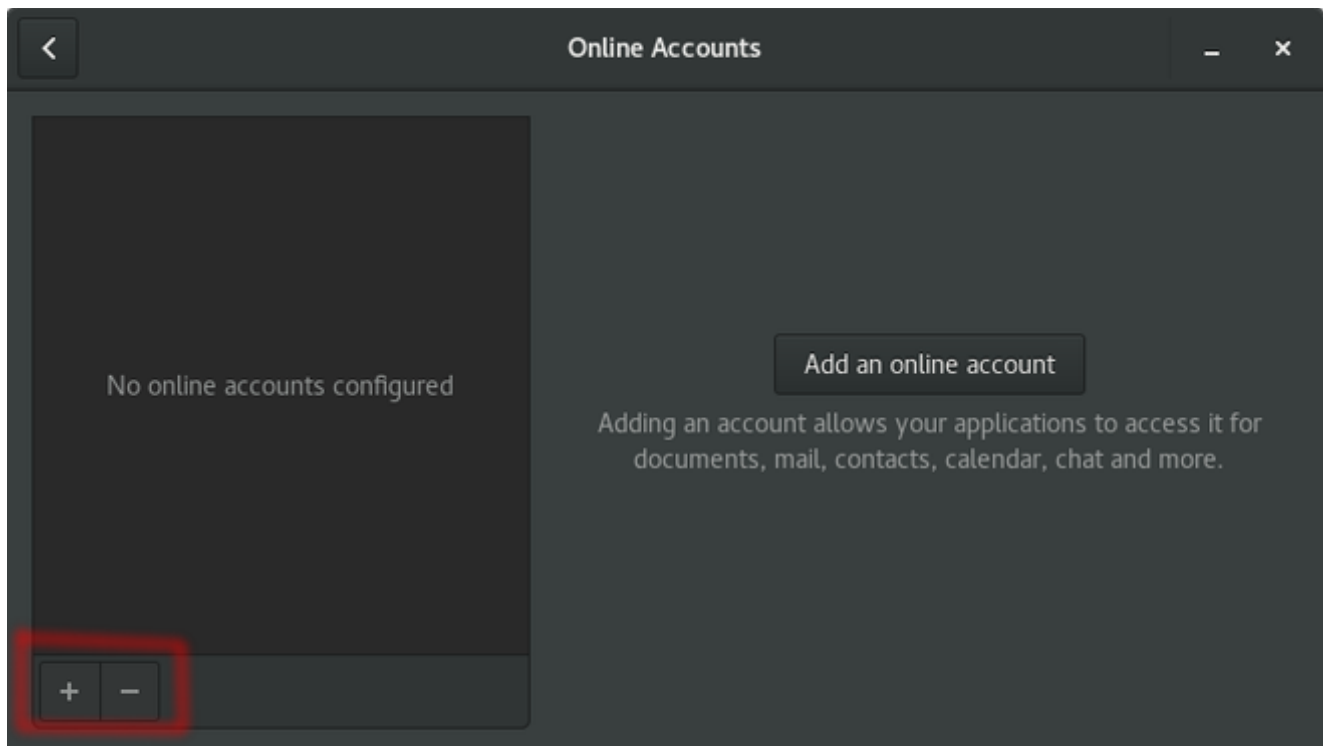 Online Accounts
No online accounts configured
Add an online account
Adding an account allows your applications to access it for
documents, mail, contacts, calendar, chat and more.